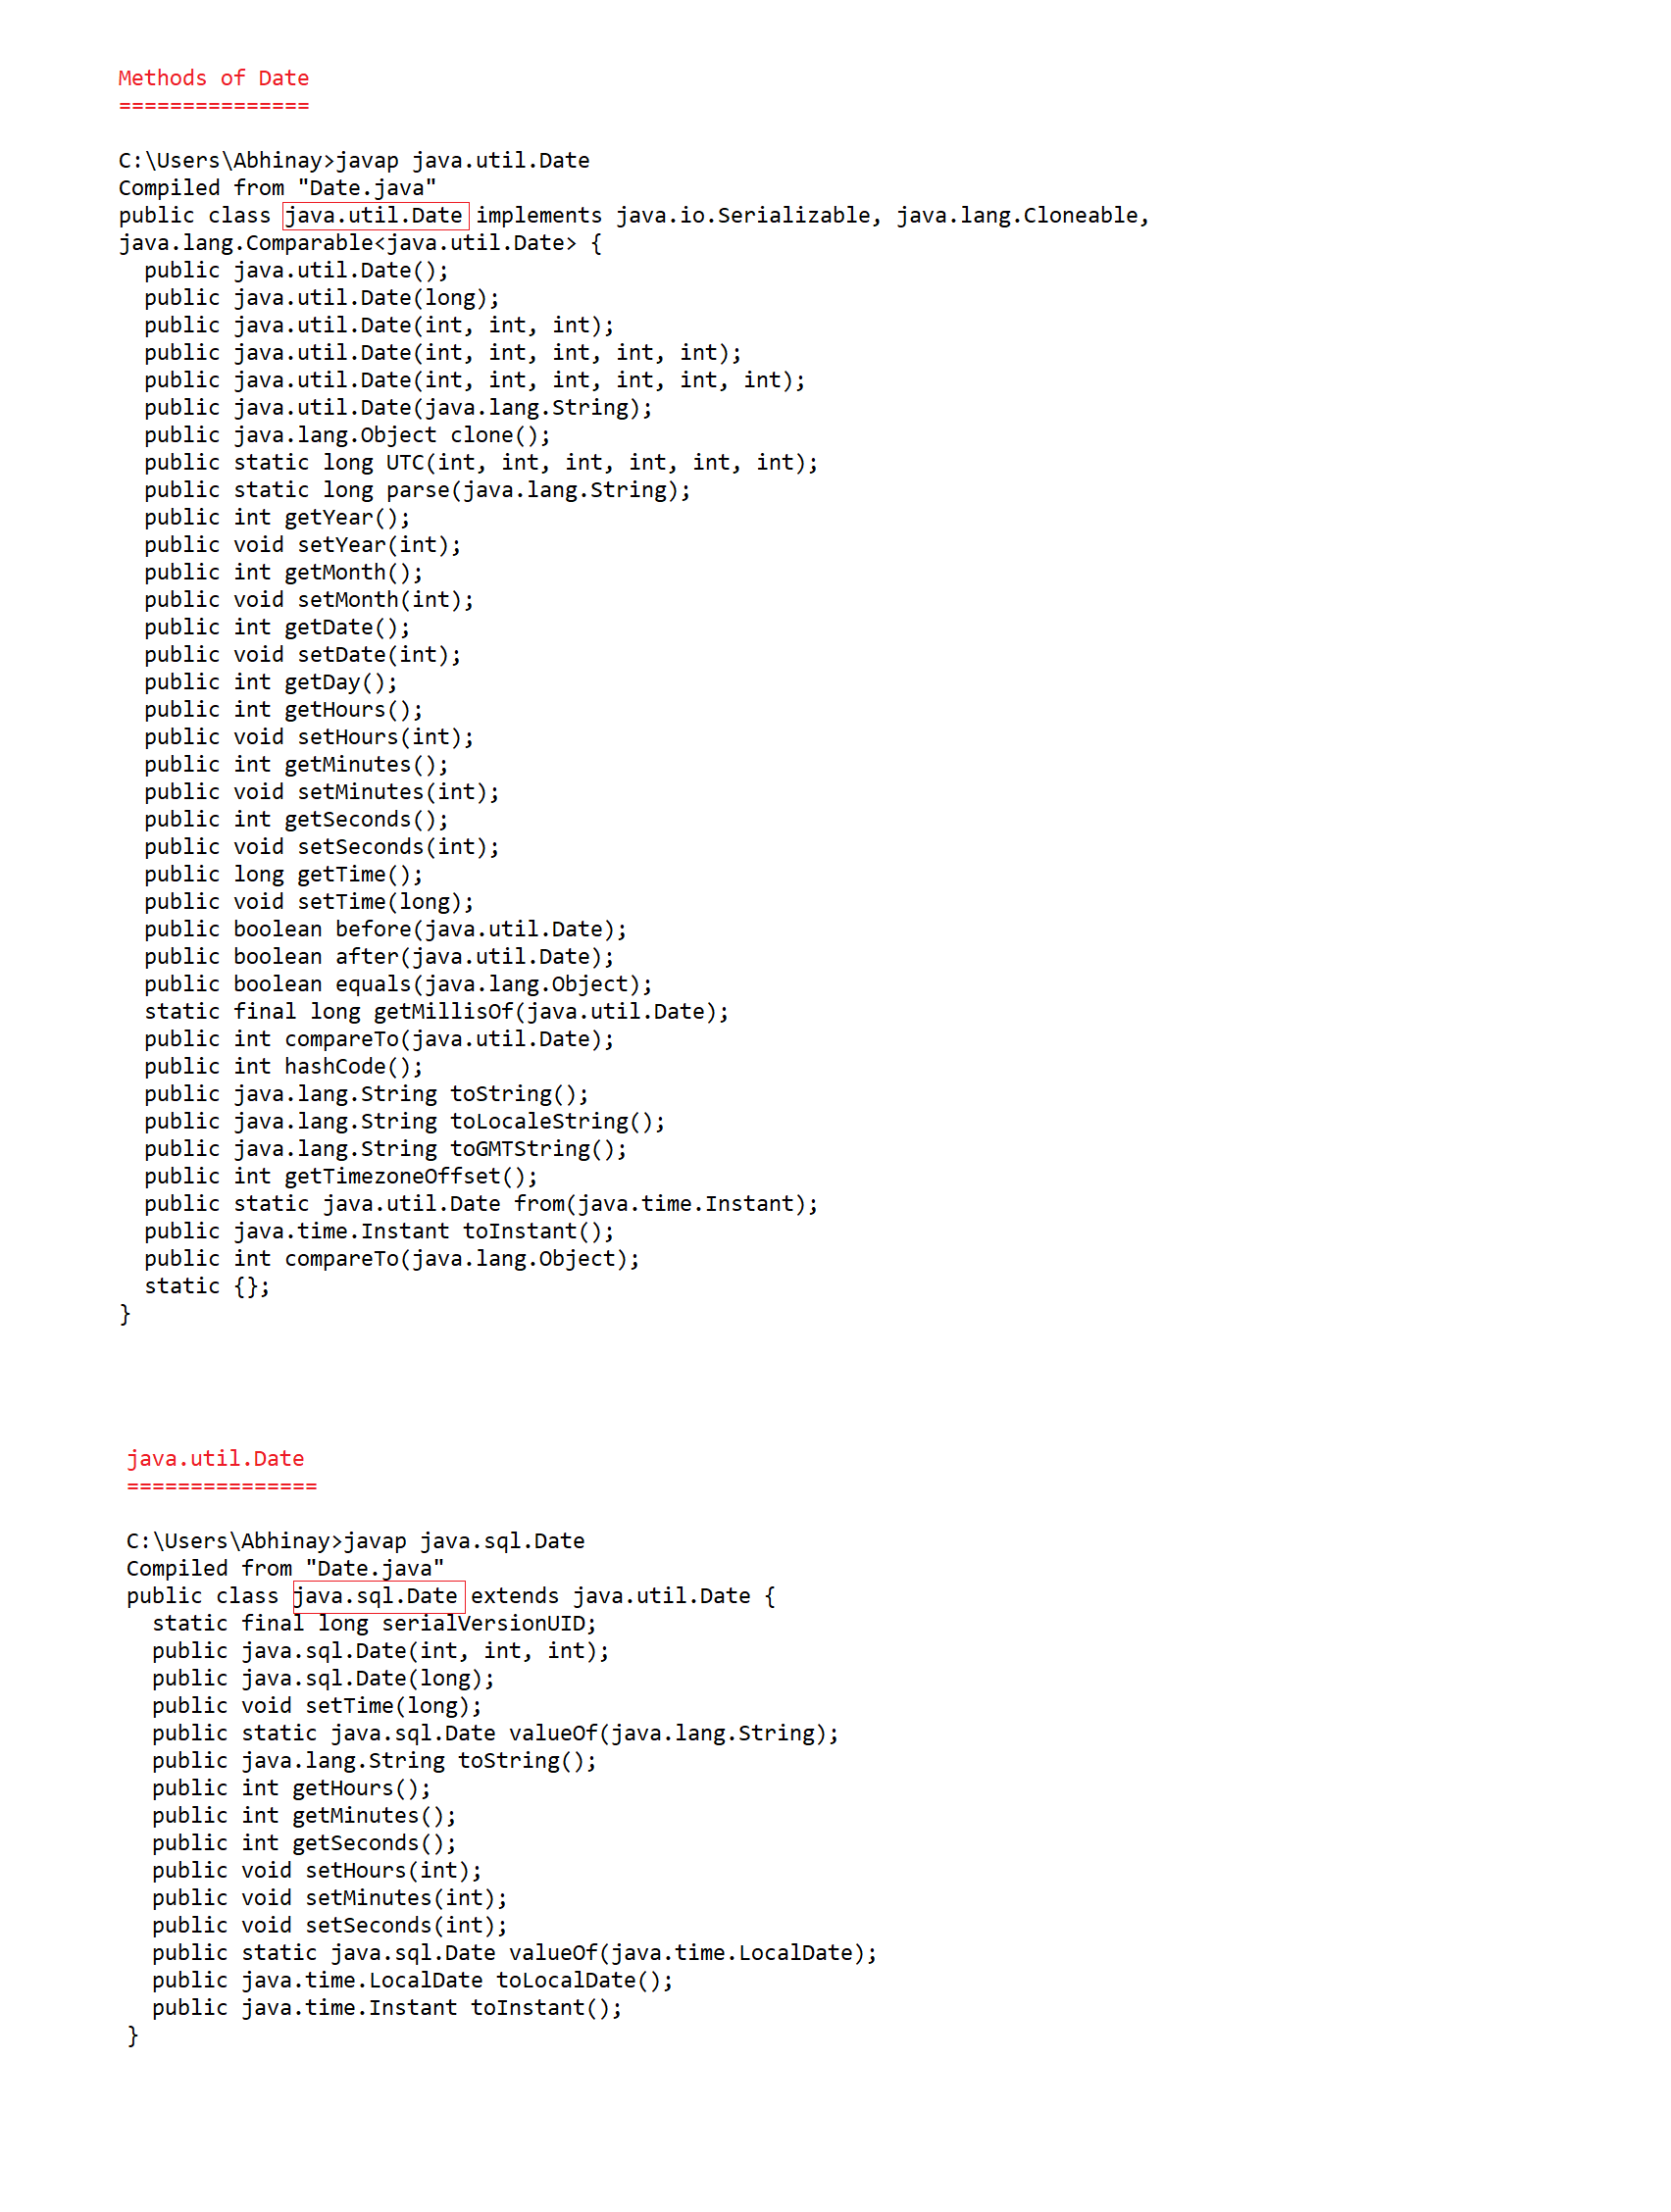 Methods of Date
===============
C:\Users\Abhinay>javap java.util.Date
Compiled from "Date.java"
public class java.util.Date implements java.io.Serializable, java.lang.Cloneable,
java.lang.Comparable<java.util.Date> {
  public java.util.Date();
  public java.util.Date(long);
  public java.util.Date(int, int, int);
  public java.util.Date(int, int, int, int, int);
  public java.util.Date(int, int, int, int, int, int);
  public java.util.Date(java.lang.String);
  public java.lang.Object clone();
  public static long UTC(int, int, int, int, int, int);
  public static long parse(java.lang.String);
  public int getYear();
  public void setYear(int);
  public int getMonth();
  public void setMonth(int);
  public int getDate();
  public void setDate(int);
  public int getDay();
  public int getHours();
  public void setHours(int);
  public int getMinutes();
  public void setMinutes(int);
  public int getSeconds();
  public void setSeconds(int);
  public long getTime();
  public void setTime(long);
  public boolean before(java.util.Date);
  public boolean after(java.util.Date);
  public boolean equals(java.lang.Object);
  static final long getMillisOf(java.util.Date);
  public int compareTo(java.util.Date);
  public int hashCode();
  public java.lang.String toString();
  public java.lang.String toLocaleString();
  public java.lang.String toGMTString();
  public int getTimezoneOffset();
  public static java.util.Date from(java.time.Instant);
  public java.time.Instant toInstant();
  public int compareTo(java.lang.Object);
  static {};
}
java.util.Date
===============
C:\Users\Abhinay>javap java.sql.Date
Compiled from "Date.java"
public class java.sql.Date extends java.util.Date {
  static final long serialVersionUID;
  public java.sql.Date(int, int, int);
  public java.sql.Date(long);
  public void setTime(long);
  public static java.sql.Date valueOf(java.lang.String);
  public java.lang.String toString();
  public int getHours();
  public int getMinutes();
  public int getSeconds();
  public void setHours(int);
  public void setMinutes(int);
  public void setSeconds(int);
  public static java.sql.Date valueOf(java.time.LocalDate);
  public java.time.LocalDate toLocalDate();
  public java.time.Instant toInstant();
}